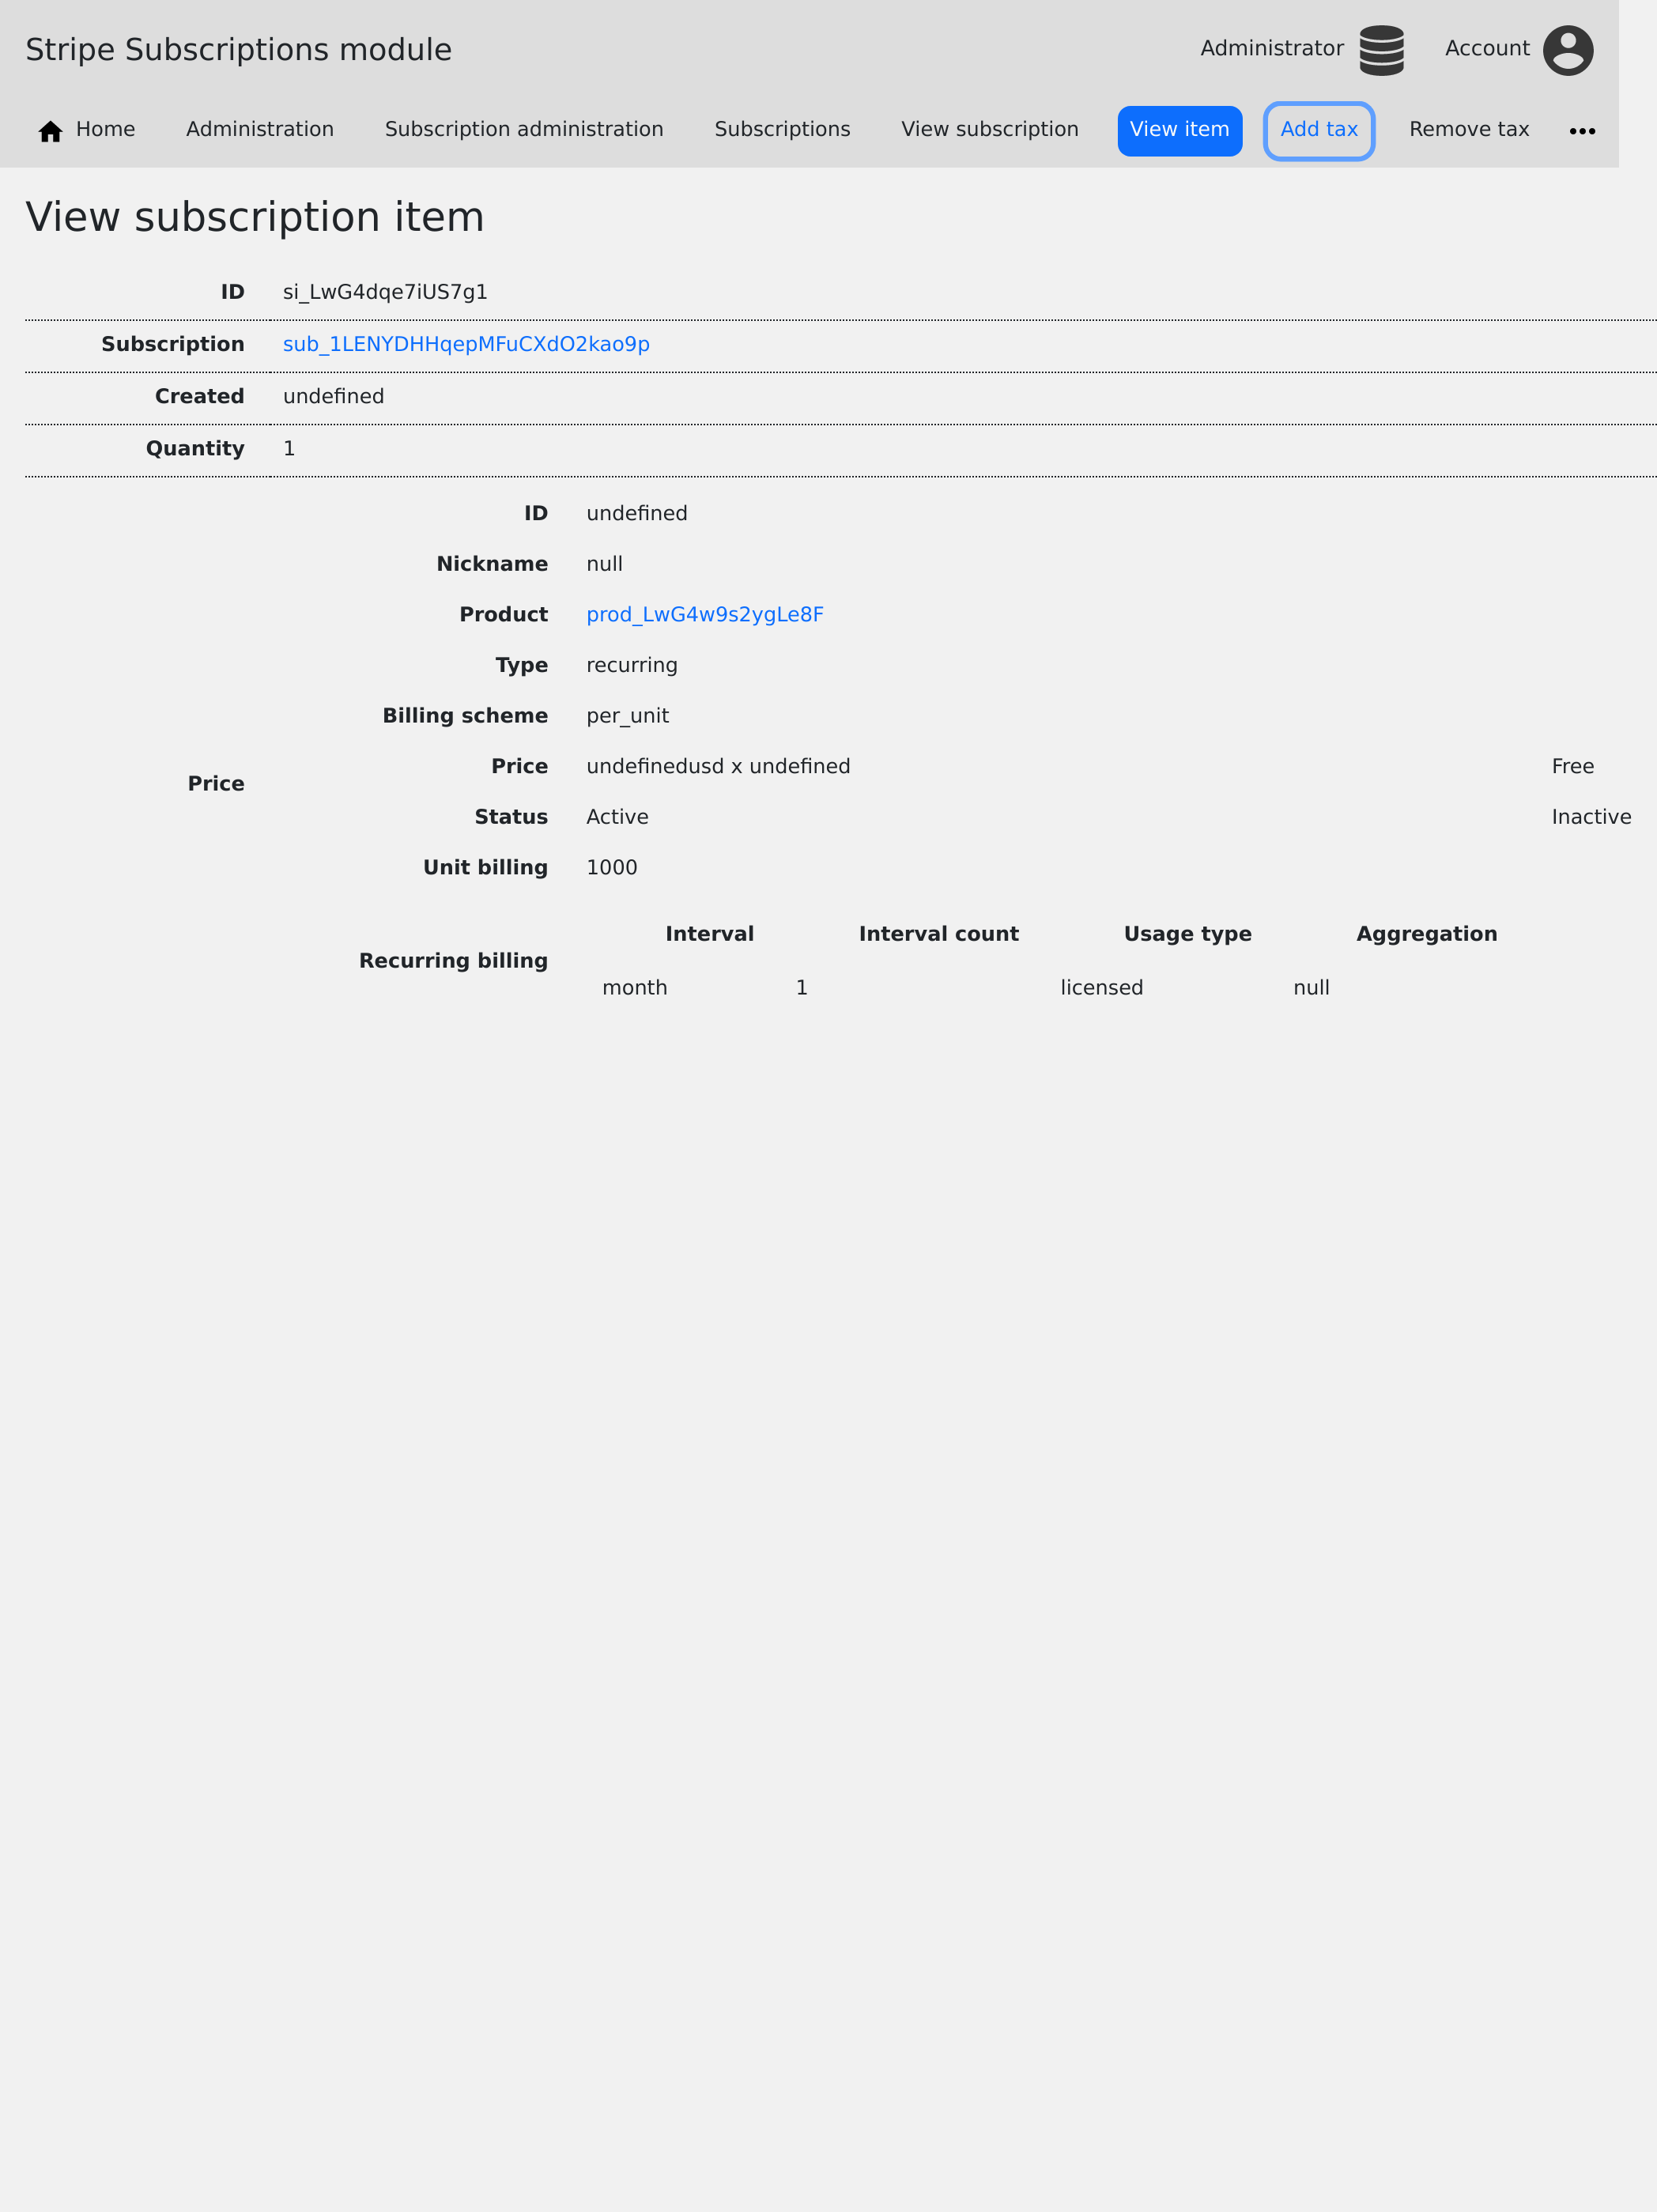 Stripe Subscriptions module Administrator Account
Home Administration Subscription administration Subscriptions View subscription View item Add tax Remove tax •••
View subscription item
ID si_LwG4dqe7iUS7g1
Subscription sub_1LENYDHHqepMFuCXdO2kao9p
Created undefined
Quantity 1
Price
ID undefined
Nickname null
Product prod_LwG4w9s2ygLe8F
Type recurring
Billing scheme per_unit
Price undefinedusd x undefined Free
Status Active Inactive
Unit billing 1000
Recurring billing
Interval Interval count Usage type Aggregation
month 1 licensed null